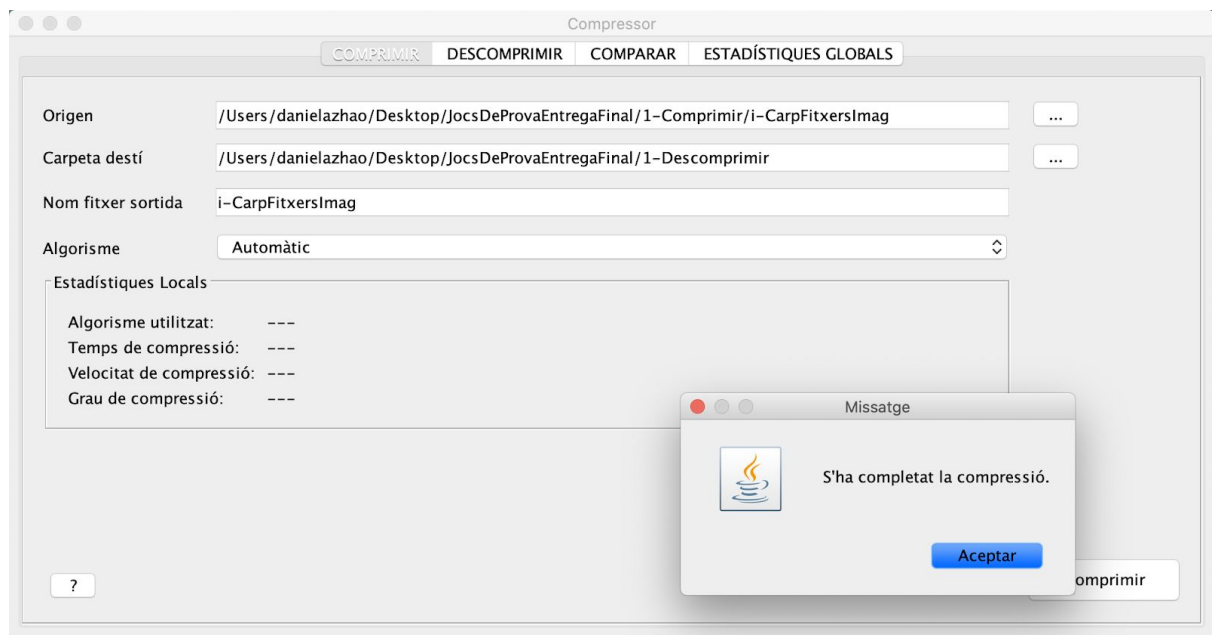 Compressor
COMPRIMIR DESCOMPRIMIR COMPARAR ESTADÍSTIQUES GLOBALS
Origen /Users/danielazhao/Desktop/JocsDeProvaEntregaFinal/1-Comprimir/i-CarpFitxersImag ...
Carpeta destí /Users/danielazhao/Desktop/JocsDeProvaEntregaFinal/1-Descomprimir ...
Nom fitxer sortida i-CarpFitxersImag
Algorisme Automàtic
Estadístiques Locals
Algorisme utilitzat: ---
Temps de compressió: ---
Velocitat de compressió: ---
Grau de compressió: ---
Missatge
S'ha completat la compressió.
Aceptar
? omprimir